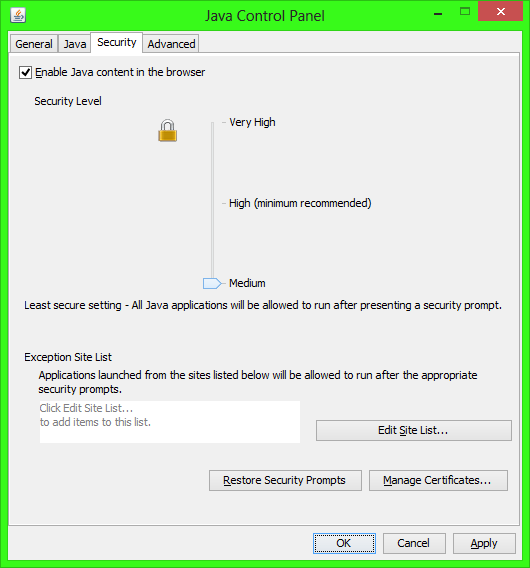 Java Control Panel
General Java Security Advanced
Enable Java content in the browser
Security Level
Very High
High (minimum recommended)
Medium
Least secure setting - All Java applications will be allowed to run after presenting a security prompt.
Exception Site List
Applications launched from the sites listed below will be allowed to run after the appropriate
security prompts.
Click Edit Site List...
to add items to this list.
Edit Site List...
Restore Security Prompts Manage Certificates...
OK Cancel Apply